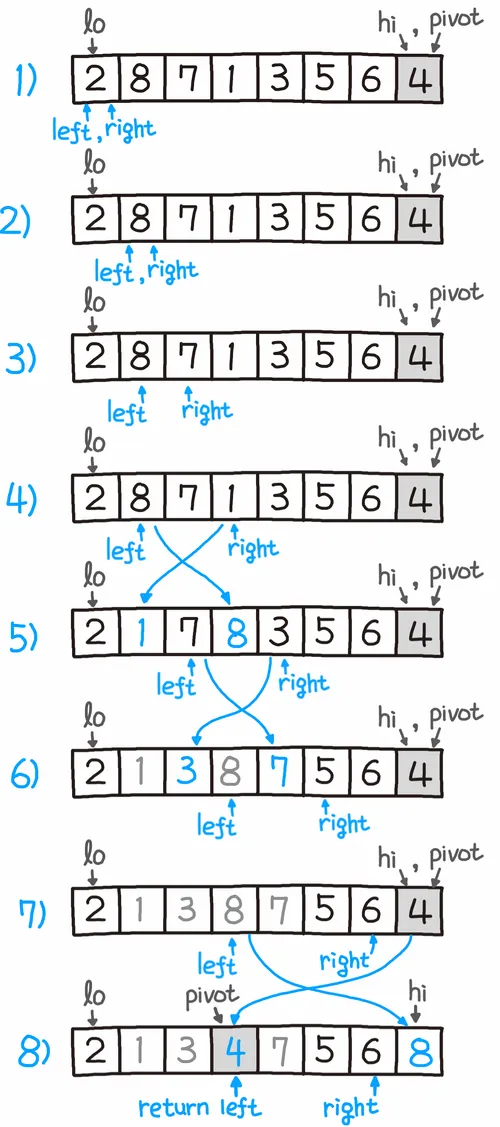 lo hi , pivot
1) 2 8 7 1 3 5 6 4
left , right
lo hi , pivot
2) 2 8 7 1 3 5 6 4
left , right
lo hi , pivot
3) 2 8 7 1 3 5 6 4
left right
lo hi , pivot
4) 2 8 7 1 3 5 6 4
left right
lo hi , pivot
5) 2 1 7 8 3 5 6 4
left right
lo hi , pivot
6) 2 1 3 8 7 5 6 4
left right
lo hi , pivot
7) 2 1 3 8 7 5 6 4
left right
lo pivot hi
8) 2 1 3 4 7 5 6 8
return left right